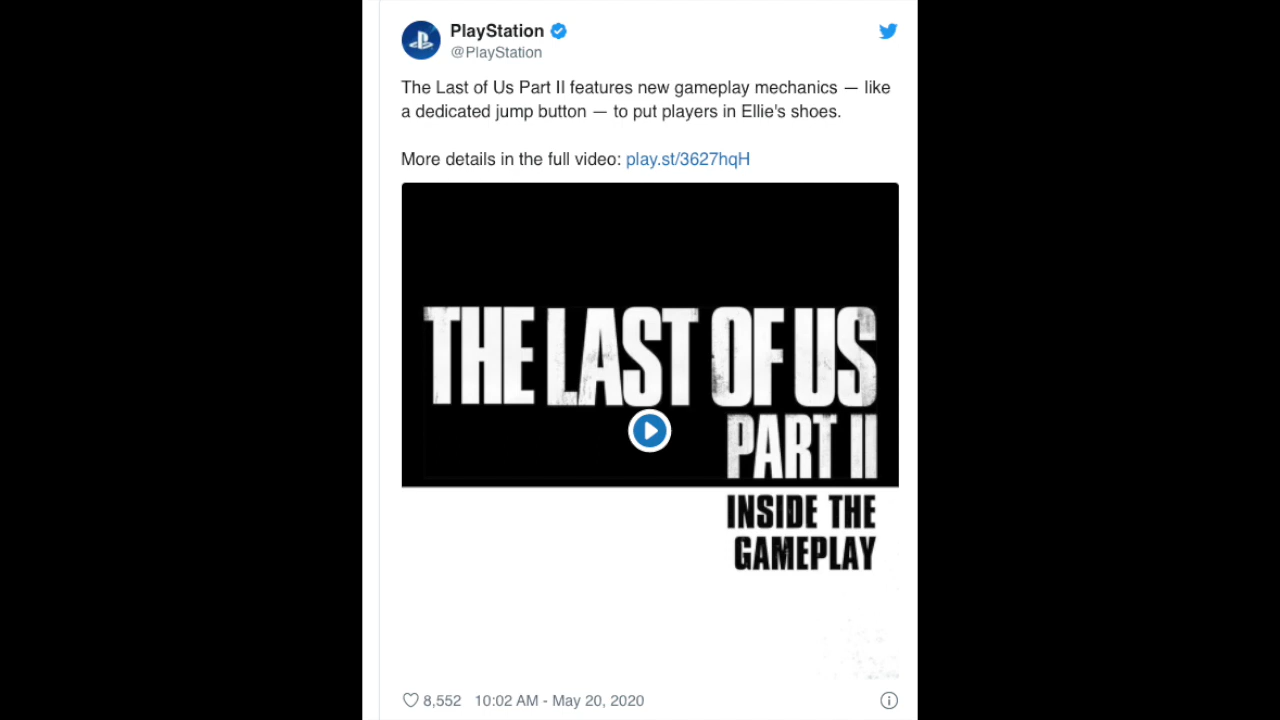 PlayStation
@PlayStation
The Last of Us Part II features new gameplay mechanics — like
a dedicated jump button — to put players in Ellie's shoes.
More details in the full video: play.st/3627hqH
THE LAST OF US
PART II
INSIDE THE
GAMEPLAY
8,552 10:02 AM - May 20, 2020